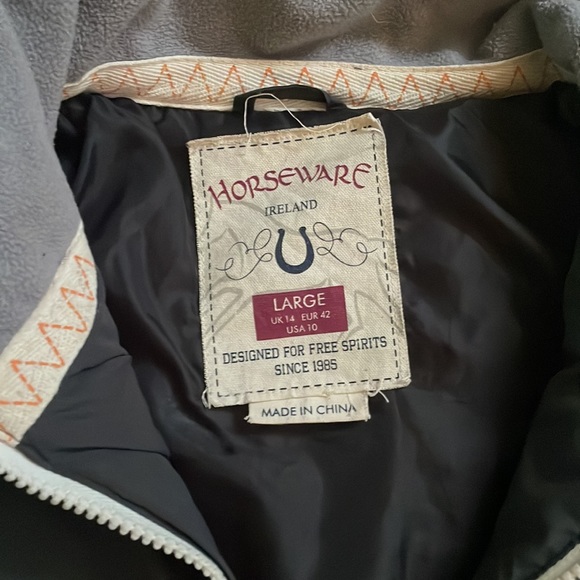 HORSEWARE
IRELAND
LARGE
UK 14 EUR 42
USA 10
DESIGNED FOR FREE SPIRITS
SINCE 1985
MADE IN CHINA